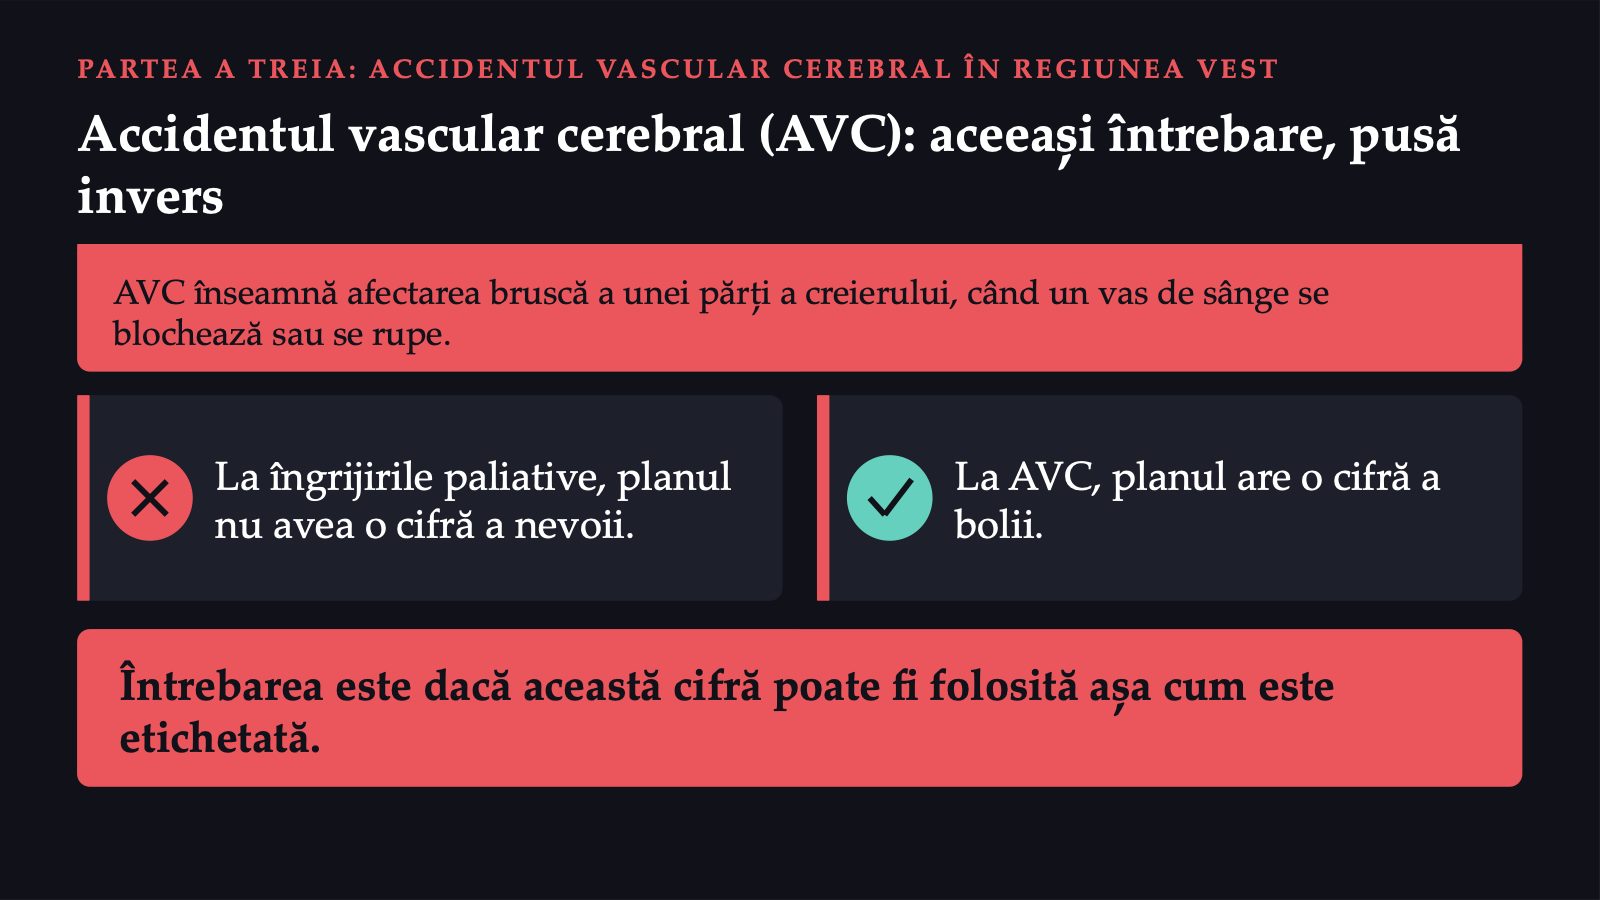 PARTEA A TREIA: ACCIDENTUL VASCULAR CEREBRAL ÎN REGIUNEA VEST
Accidentul vascular cerebral (AVC): aceeași întrebare, pusă
invers
AVC înseamnă afectarea bruscă a unei părți a creierului, când un vas de sânge se
blochează sau se rupe.
La îngrijirile paliative, planul
nu avea o cifră a nevoii.
La AVC, planul are o cifră a
bolii.
Întrebarea este dacă această cifră poate fi folosită așa cum este
etichetată.